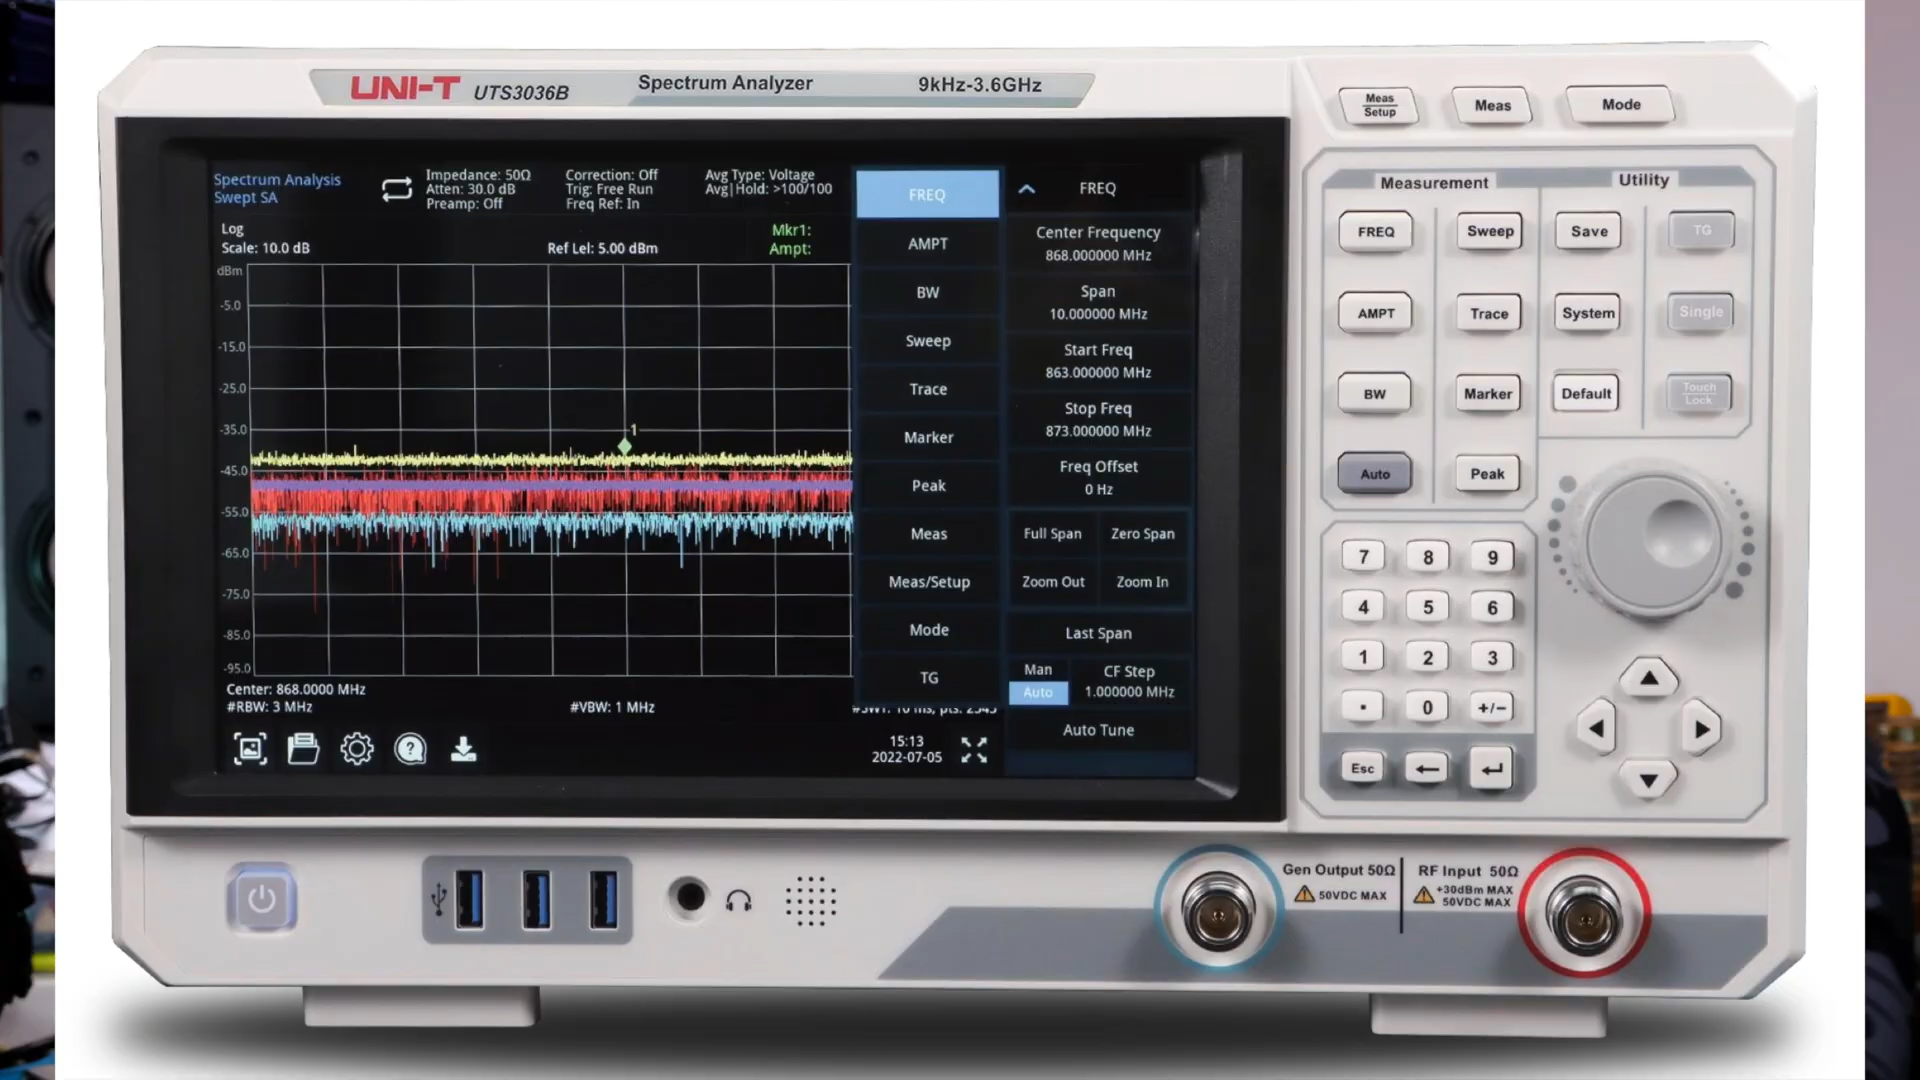 UNI-T UTS3036B Spectrum Analyzer 9kHz-3.6GHz
Spectrum Analysis
Swept SA
Impedance: 50Ω
Atten: 30.0 dB
Preamp: Off
Correction: Off
Trig: Free Run
Freq Ref: In
Avg Type: Voltage
Avg|Hold: >100/100
Log
Scale: 10.0 dB
Ref Lel: 5.00 dBm
Mkr1:
Ampt:
dBm
-5.0
-15.0
-25.0
-35.0
-45.0
-55.0
-65.0
-75.0
-85.0
-95.0
1
Center: 868.0000 MHz
#RBW: 3 MHz
#VBW: 1 MHz
15:13
2022-07-05
FREQ
AMPT
BW
Sweep
Trace
Marker
Peak
Meas
Meas/Setup
Mode
TG
FREQ
Center Frequency
868.000000 MHz
Span
10.000000 MHz
Start Freq
863.000000 MHz
Stop Freq
873.000000 MHz
Freq Offset
0 Hz
Full Span Zero Span
Zoom Out Zoom In
Last Span
Man
Auto
CF Step
1.000000 MHz
Auto Tune
Meas
Setup
Meas
Mode
Measurement
Utility
FREQ Sweep Save TG
AMPT Trace System Single
BW Marker Default Touch
Lock
Auto Peak
7 8 9
4 5 6
1 2 3
. 0 +/−
Esc
Gen Output 50Ω
50VDC MAX
RF Input 50Ω
+30dBm MAX
50VDC MAX